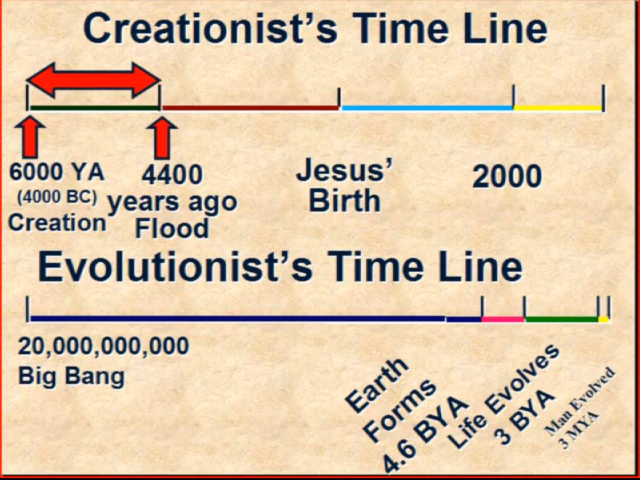 Creationist's Time Line
6000 YA
(4000 BC)
Creation
4400
years ago
Flood
Jesus'
Birth
2000
Evolutionist's Time Line
20,000,000,000
Big Bang
Earth
Forms
4.6 BYA
Life Evolves
3 BYA
Man Evolved
3 MYA